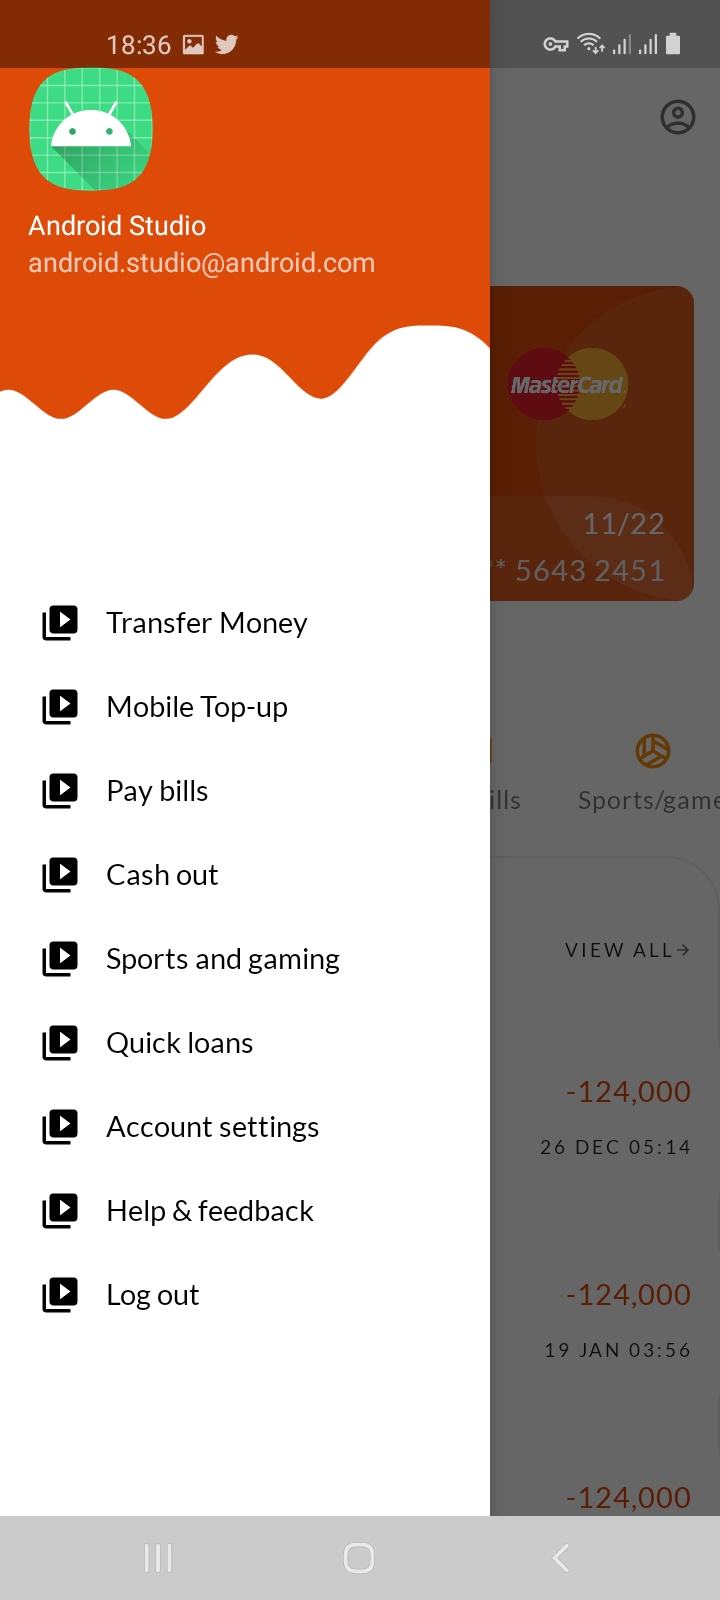 18:36
Android Studio
android.studio@android.com
MasterCard
11/22
* 5643 2451
Transfer Money
Mobile Top-up
Pay bills
Cash out
Sports and gaming
Quick loans
Account settings
Help & feedback
Log out
ills
Sports/game
VIEW ALL→
-124,000
26 DEC 05:14
-124,000
19 JAN 03:56
-124,000